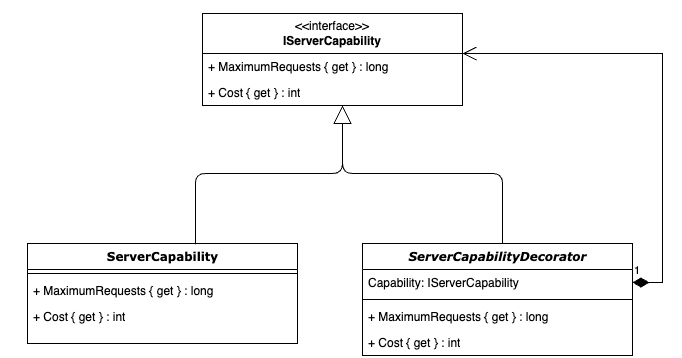 <<interface>>
IServerCapability
+ MaximumRequests { get } : long
+ Cost { get } : int
ServerCapability
+ MaximumRequests { get } : long
+ Cost { get } : int
ServerCapabilityDecorator
1
Capability: IServerCapability
+ MaximumRequests { get } : long
+ Cost { get } : int